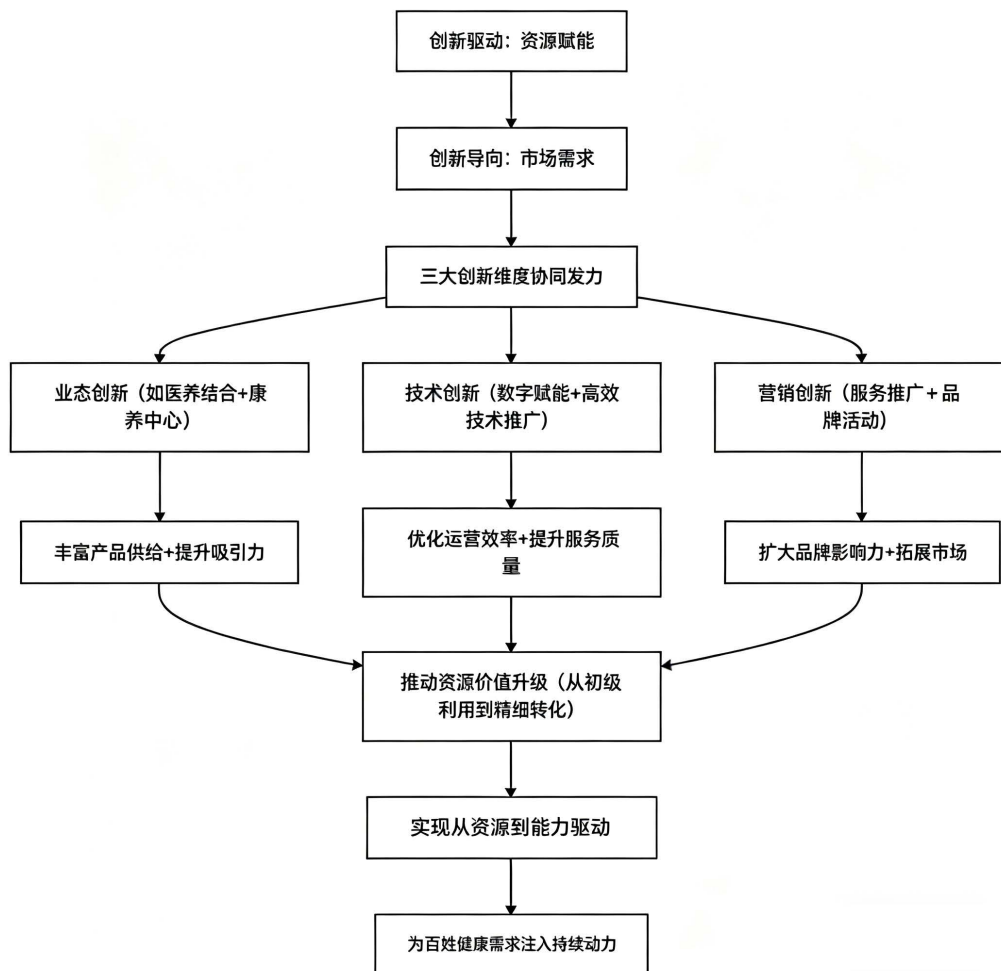 创新驱动：资源赋能
创新导向：市场需求
三大创新维度协同发力
业态创新（如医养结合+康
养中心）
技术创新（数字赋能+高效
技术推广）
营销创新（服务推广＋品
牌活动）
丰富产品供给+提升吸引力
优化运营效率+提升服务质
量
扩大品牌影响力+拓展市场
推动资源价值升级（从初级
利用到精细转化）
实现从资源到能力驱动
为百姓健康需求注入持续动力